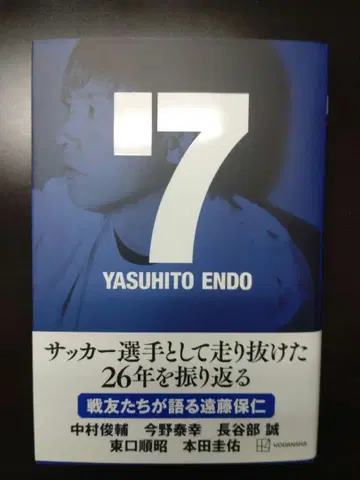 '7
YASUHITO ENDO
サッカー選手として走り抜けた
26年を振り返る
戦友たちが語る遠藤保仁
中村俊輔 今野泰幸 長谷部 誠
東口順昭 本田圭佑
KODANSHA